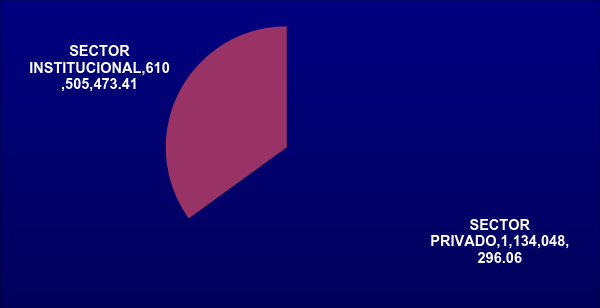 SECTOR
INSTITUCIONAL,610
,505,473.41
SECTOR
PRIVADO,1,134,048,
296.06